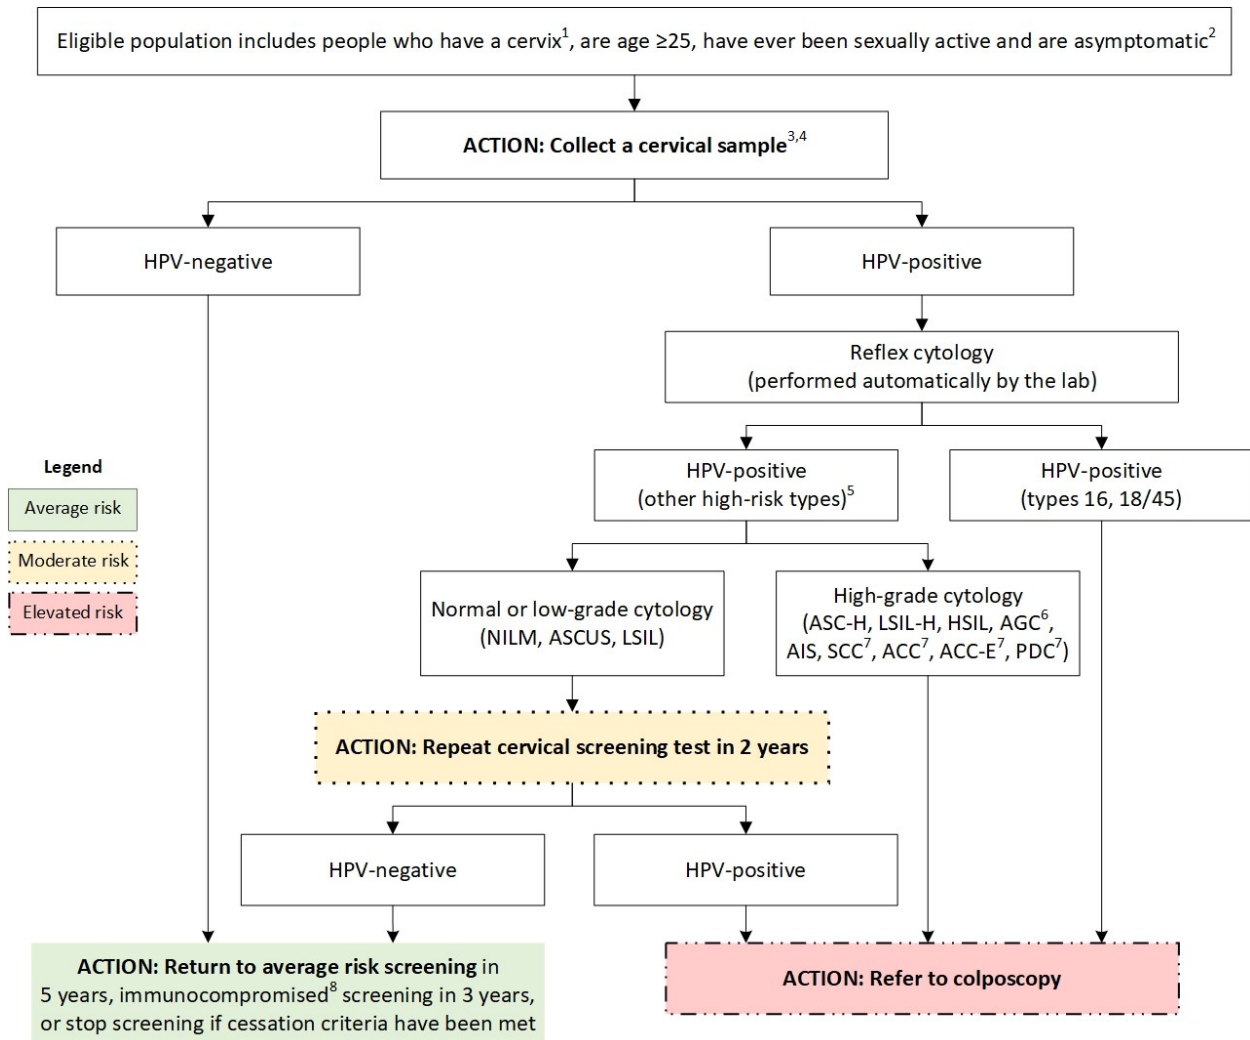 Eligible population includes people who have a cervix¹, are age ≥25, have ever been sexually active and are asymptomatic²
ACTION: Collect a cervical sample³,⁴
HPV-negative
HPV-positive
Reflex cytology
(performed automatically by the lab)
HPV-positive
(other high-risk types)⁵
HPV-positive
(types 16, 18/45)
Legend
Average risk
Moderate risk
Elevated risk
Normal or low-grade cytology
(NILM, ASCUS, LSIL)
High-grade cytology
(ASC-H, LSIL-H, HSIL, AGC⁶,
AIS, SCC⁷, ACC⁷, ACC-E⁷, PDC⁷)
ACTION: Repeat cervical screening test in 2 years
HPV-negative
HPV-positive
ACTION: Return to average risk screening in
5 years, immunocompromised⁸ screening in 3 years,
or stop screening if cessation criteria have been met
ACTION: Refer to colposcopy